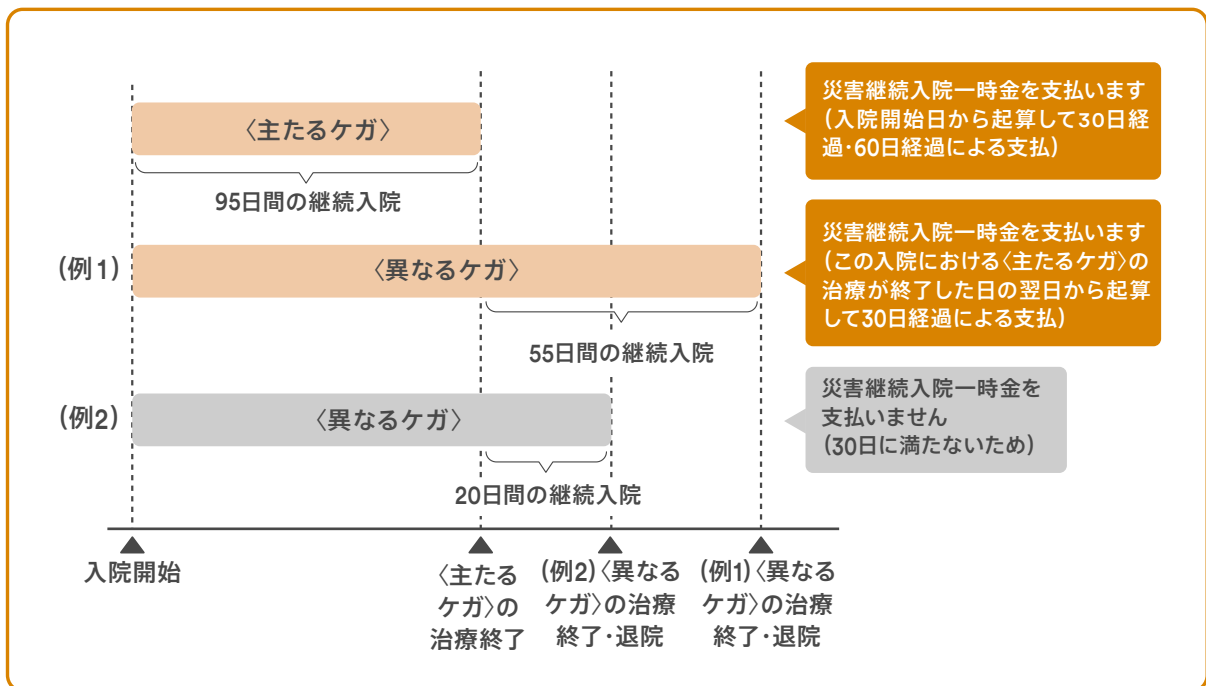 〈主たるケガ〉
95日間の継続入院
災害継続入院一時金を支払います
(入院開始日から起算して30日経
過・60日経過による支払)
(例1)
〈異なるケガ〉
55日間の継続入院
災害継続入院一時金を支払います
(この入院における〈主たるケガ〉の
治療が終了した日の翌日から起算
して30日経過による支払)
(例2)
〈異なるケガ〉
20日間の継続入院
災害継続入院一時金を
支払いません
(30日に満たないため)
入院開始
〈主たる
ケガ〉の
治療終了
(例2)〈異なる
ケガ〉の治療
終了・退院
(例1)〈異なる
ケガ〉の治療
終了・退院